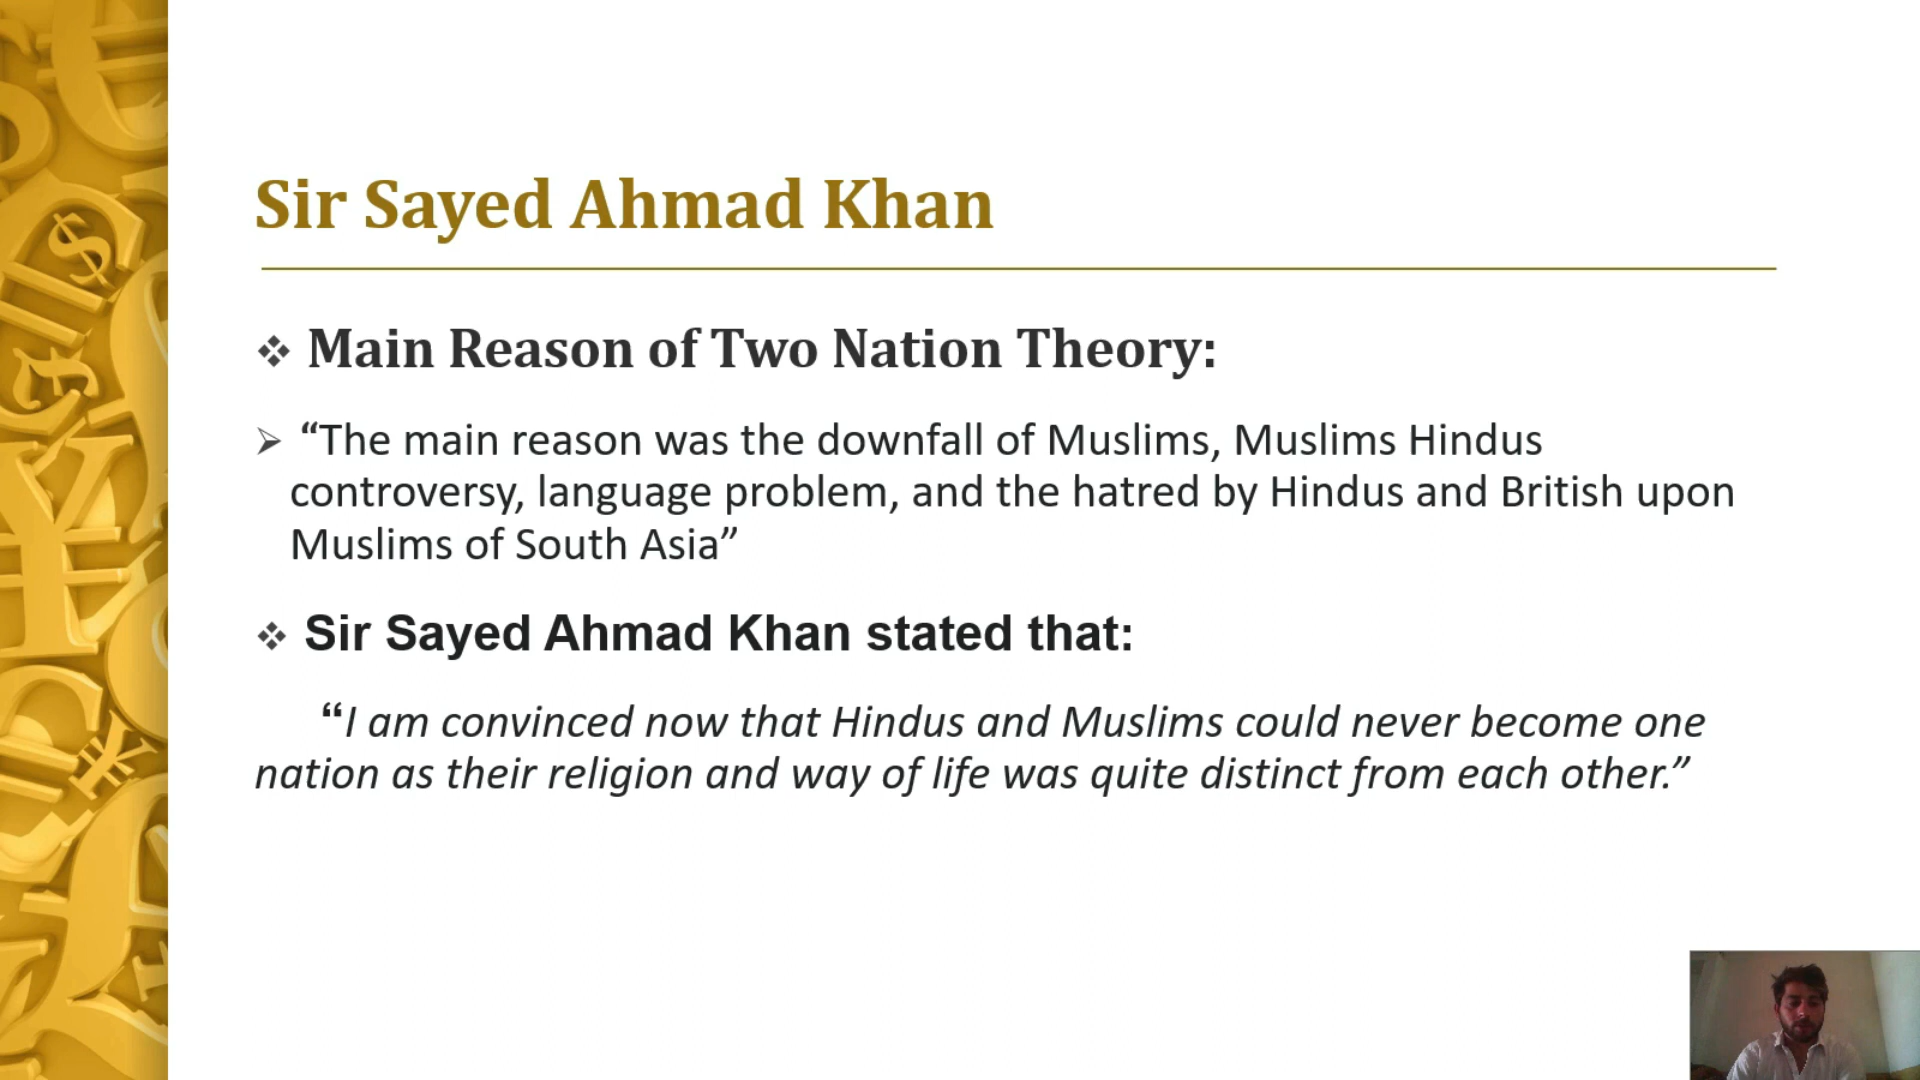 Sir Sayed Ahmad Khan
❖ Main Reason of Two Nation Theory:
➢ “The main reason was the downfall of Muslims, Muslims Hindus
controversy, language problem, and the hatred by Hindus and British upon
Muslims of South Asia”
❖ Sir Sayed Ahmad Khan stated that:
“I am convinced now that Hindus and Muslims could never become one
nation as their religion and way of life was quite distinct from each other.”